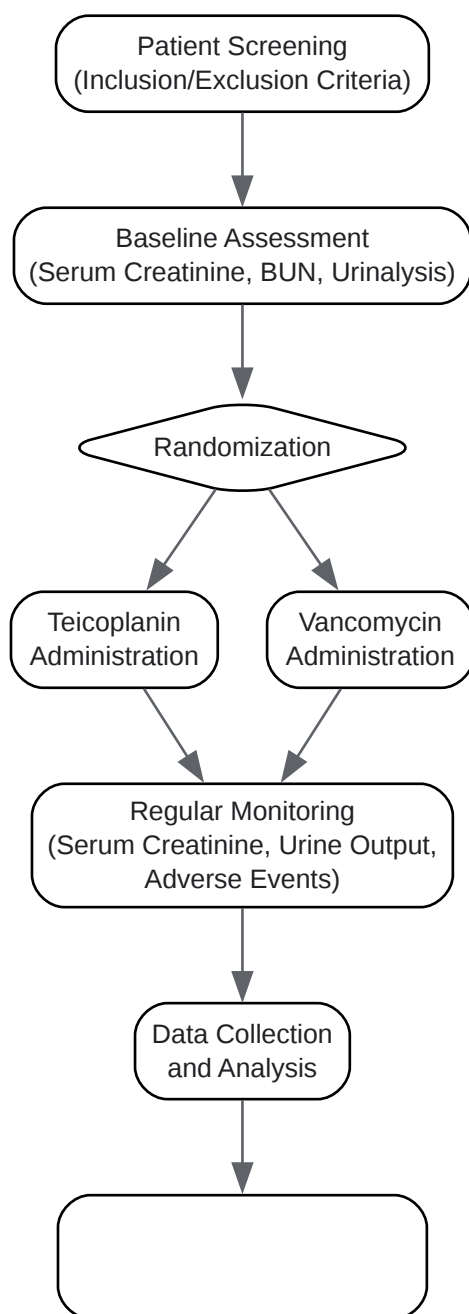 Patient Screening
(Inclusion/Exclusion Criteria)
Baseline Assessment
(Serum Creatinine, BUN, Urinalysis)
Randomization
Teicoplanin
Administration
Vancomycin
Administration
Regular Monitoring
(Serum Creatinine, Urine Output,
Adverse Events)
Data Collection
and Analysis